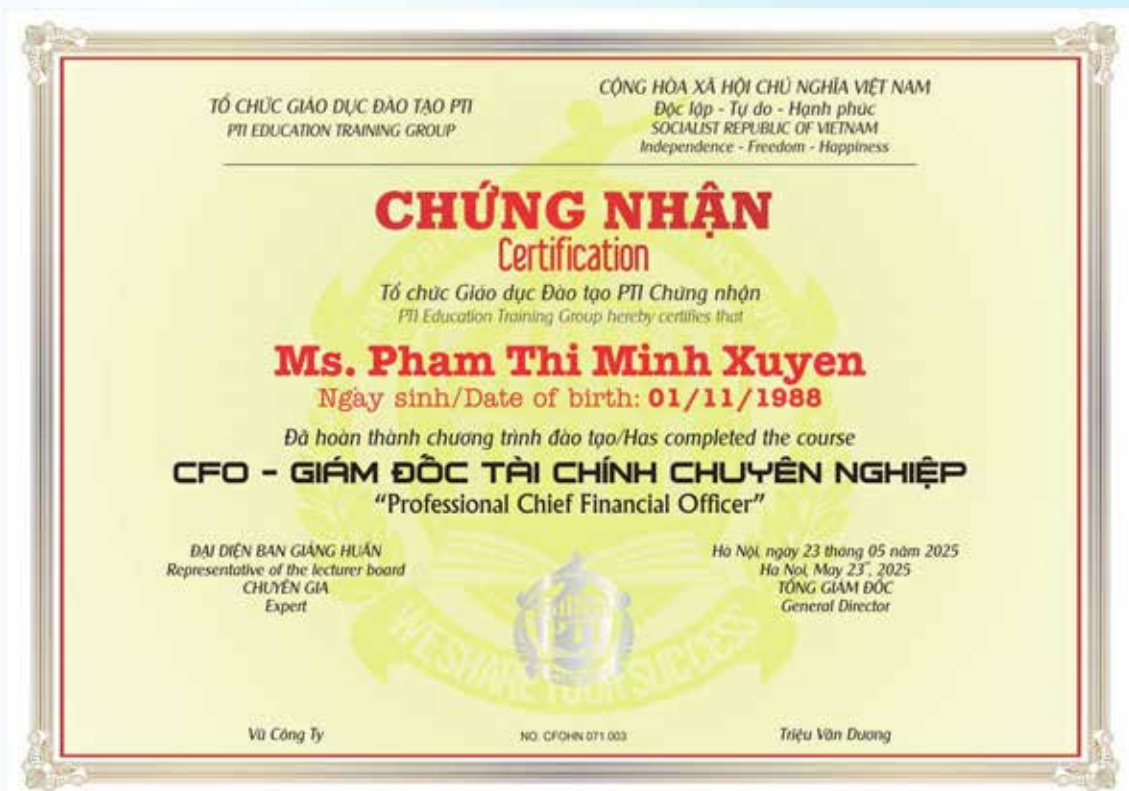 TỔ CHỨC GIÁO DỤC ĐÀO TẠO PTI
PTI EDUCATION TRAINING GROUP
CỘNG HÒA XÃ HỘI CHỦ NGHĨA VIỆT NAM
Độc lập - Tự do - Hạnh phúc
SOCIALIST REPUBLIC OF VIETNAM
Independence - Freedom - Happiness
CHỨNG NHẬN
Certification
Tổ chức Giáo dục Đào tạo PTI Chứng nhận
PTI Education Training Group hereby certifies that
Ms. Pham Thi Minh Xuyen
Ngày sinh/Date of birth: 01/11/1988
Đã hoàn thành chương trình đào tạo/Has completed the course
CFO - GIÁM ĐỐC TÀI CHÍNH CHUYÊN NGHIỆP
“Professional Chief Financial Officer”
ĐẠI DIỆN BAN GIẢNG HUẤN
Representative of the lecturer board
CHUYÊN GIA
Expert
Hà Nội, ngày 23 tháng 05 năm 2025
Ha Noi, May 23, 2025
TỔNG GIÁM ĐỐC
General Director
PTI
WE SHARE YOUR SUCCESS
Vũ Công Ty
NO. CFOHN 071.003
Triệu Văn Dương